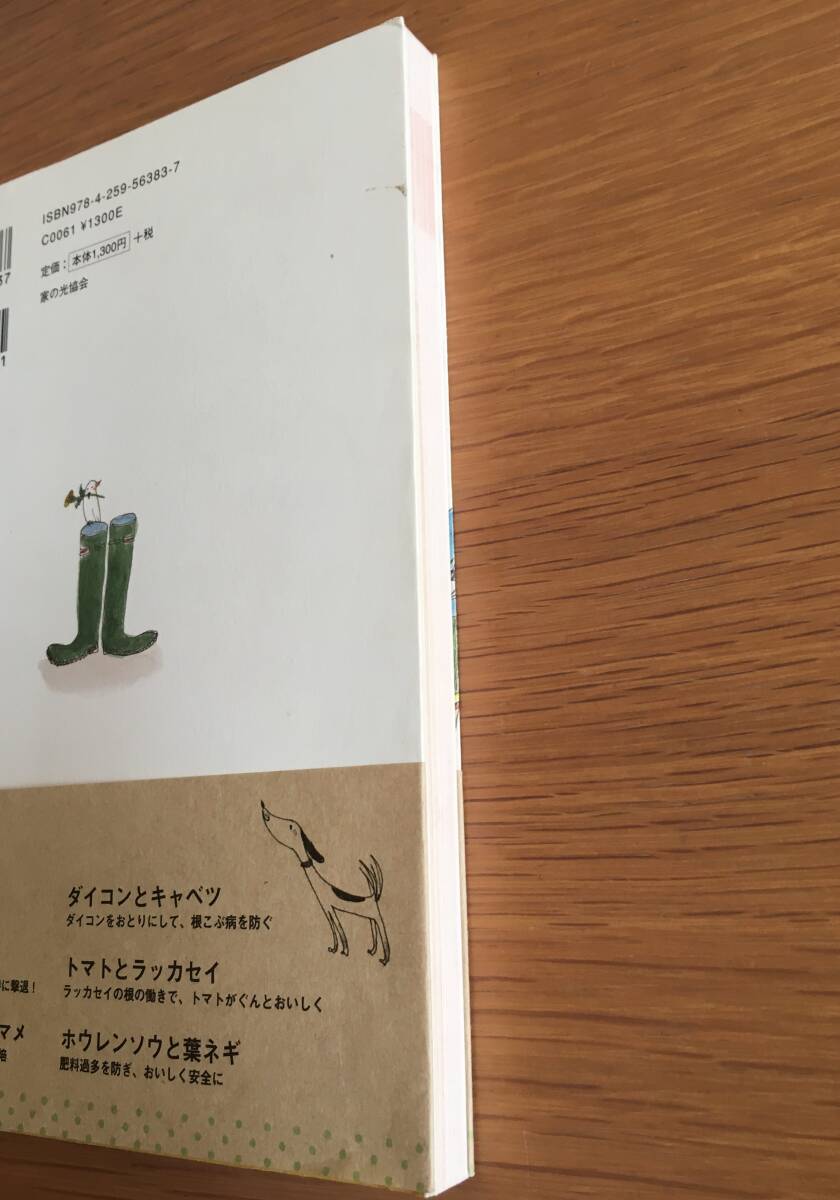 ISBN978-4-259-56383-7
C0061 ¥1300E
定価：本体1,300円+税
家の光協会
37
1
ダイコンとキャベツ
ダイコンをおとりにして、根こぶ病を防ぐ
トマトとラッカセイ
ラッカセイの根の働きで、トマトがぐんとおいしく
に撃退！
マメ
ホウレンソウと葉ネギ
肥料過多を防ぎ、おいしく安全に